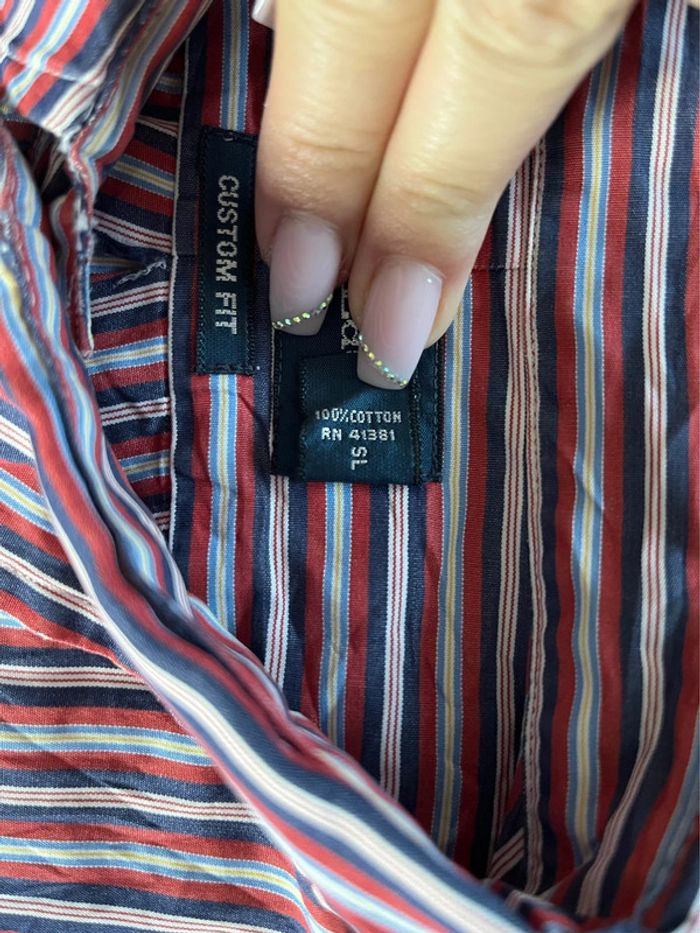 CUSTOM FIT
100% COTTON
RN 41381
SL